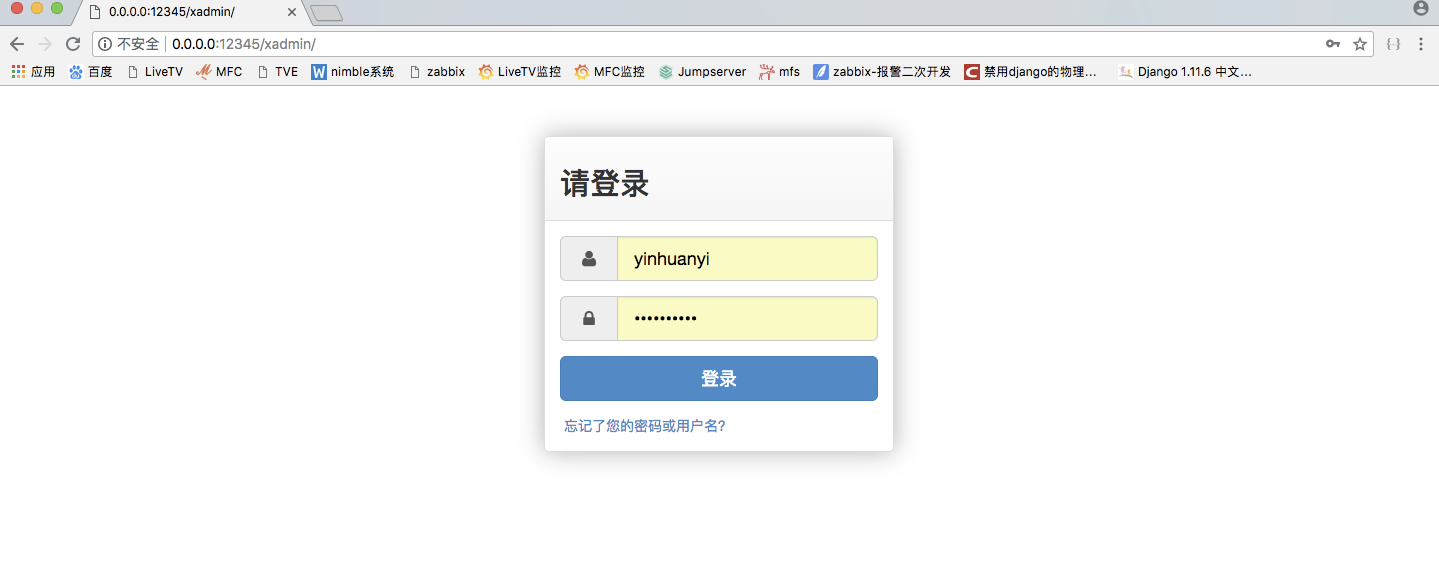 0.0.0.0:12345/xadmin/
不安全 0.0.0.0:12345/xadmin/
应用 百度 LiveTV MFC TVE nimble系统 zabbix LiveTV监控 MFC监控 Jumpserver mfs zabbix-报警二次开发 禁用django的物理... Django 1.11.6 中文...
请登录
yinhuanyi
••••••••••
登录
忘记了您的密码或用户名?